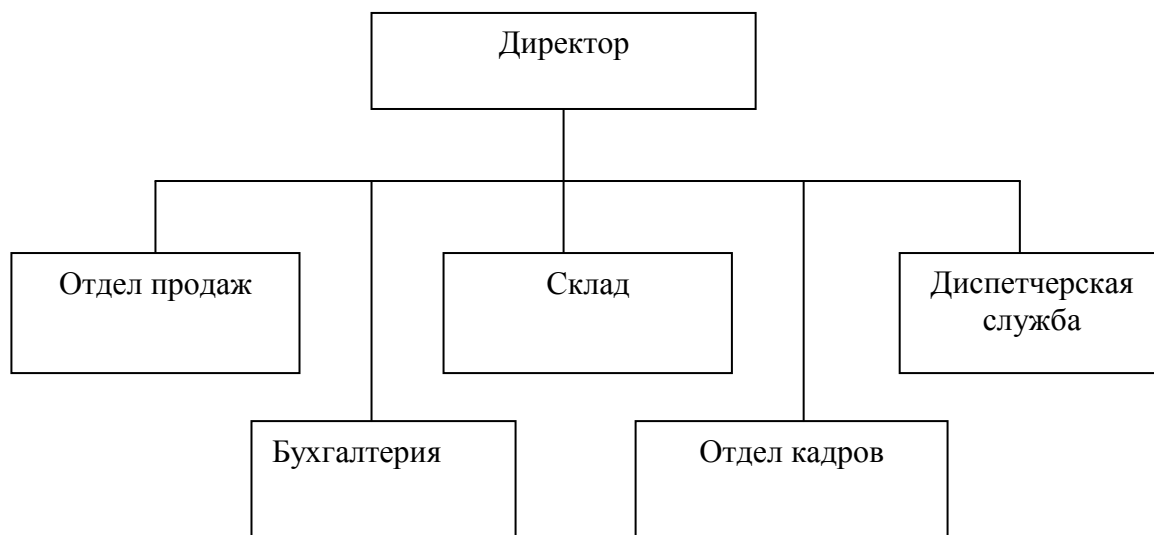 Директор
Отдел продаж
Склад
Диспетчерская
служба
Бухгалтерия
Отдел кадров